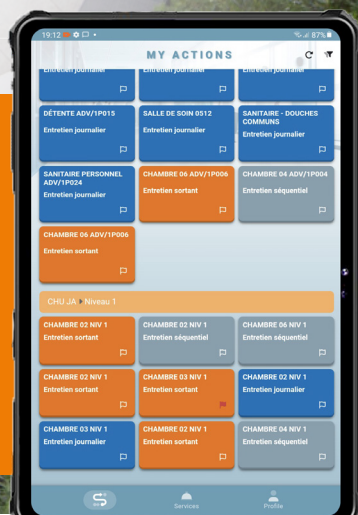 19:12
87%
MY ACTIONS
Entretien journalier
Entretien journalier
Entretien journalier
DÉTENTE ADV/1P015
Entretien journalier
SALLE DE SOIN 0512
Entretien journalier
SANITAIRE - DOUCHES
COMMUNS
Entretien journalier
SANITAIRE PERSONNEL
ADV/1P024
Entretien journalier
CHAMBRE 06 ADV/1P006
Entretien sortant
CHAMBRE 04 ADV/1P004
Entretien séquentiel
CHAMBRE 06 ADV/1P006
Entretien sortant
CHU JA Niveau 1
CHAMBRE 02 NIV 1
Entretien sortant
CHAMBRE 02 NIV 1
Entretien séquentiel
CHAMBRE 06 NIV 1
Entretien séquentiel
CHAMBRE 02 NIV 1
Entretien sortant
CHAMBRE 03 NIV 1
Entretien sortant
CHAMBRE 02 NIV 1
Entretien journalier
CHAMBRE 03 NIV 1
Entretien journalier
CHAMBRE 02 NIV 1
Entretien sortant
CHAMBRE 04 NIV 1
Entretien séquentiel
Services
Profile